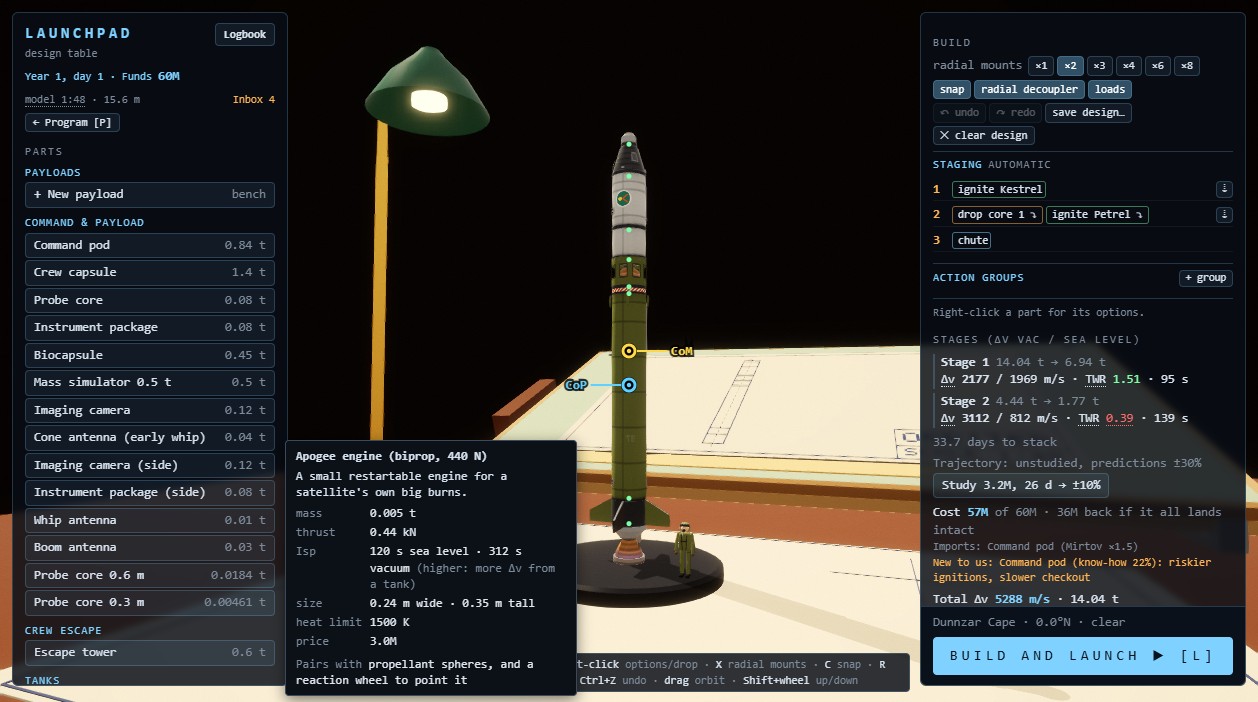 LAUNCHPAD
Logbook
design table
Year 1, day 1 · Funds 60M
model 1:48 · 15.6 m
Inbox 4
← Program [P]
PARTS
PAYLOADS
+ New payload bench
COMMAND & PAYLOAD
Command pod 0.84 t
Crew capsule 1.4 t
Probe core 0.08 t
Instrument package 0.08 t
Biocapsule 0.45 t
Mass simulator 0.5 t 0.5 t
Imaging camera 0.12 t
Cone antenna (early whip) 0.04 t
Imaging camera (side) 0.12 t
Instrument package (side) 0.08 t
Whip antenna 0.01 t
Boom antenna 0.03 t
Probe core 0.6 m 0.0184 t
Probe core 0.3 m 0.00461 t
CREW ESCAPE
Escape tower 0.6 t
TANKS
CoM
CoP
Apogee engine (biprop, 440 N)
A small restartable engine for a
satellite's own big burns.
mass 0.005 t
thrust 0.44 kN
Isp 120 s sea level · 312 s
vacuum (higher: more Δv from
a tank)
size 0.24 m wide · 0.35 m tall
heat limit 1500 K
price 3.0M
Pairs with propellant spheres, and a
reaction wheel to point it
t-click options/drop · X radial mounts · C snap · R
Ctrl+Z undo · drag orbit · Shift+wheel up/down
BUILD
radial mounts ×1 ×2 ×3 ×4 ×6 ×8
snap radial decoupler loads
↶ undo ↷ redo save design…
✕ clear design
STAGING AUTOMATIC
1 ignite Kestrel
2 drop core 1 ⤵ ignite Petrel ⤵
3 chute
ACTION GROUPS
+ group
Right-click a part for its options.
STAGES (ΔV VAC / SEA LEVEL)
Stage 1 14.04 t → 6.94 t
Δv 2177 / 1969 m/s · TWR 1.51 · 95 s
Stage 2 4.44 t → 1.77 t
Δv 3112 / 812 m/s · TWR 0.39 · 139 s
33.7 days to stack
Trajectory: unstudied, predictions ±30%
Study 3.2M, 26 d → ±10%
Cost 57M of 60M · 36M back if it all lands
intact
Imports: Command pod (Mirtov ×1.5)
New to us: Command pod (know-how 22%): riskier
ignitions, slower checkout
Total Δv 5288 m/s · 14.04 t
Dunnzar Cape · 0.0°N · clear
BUILD AND LAUNCH ▶ [L]